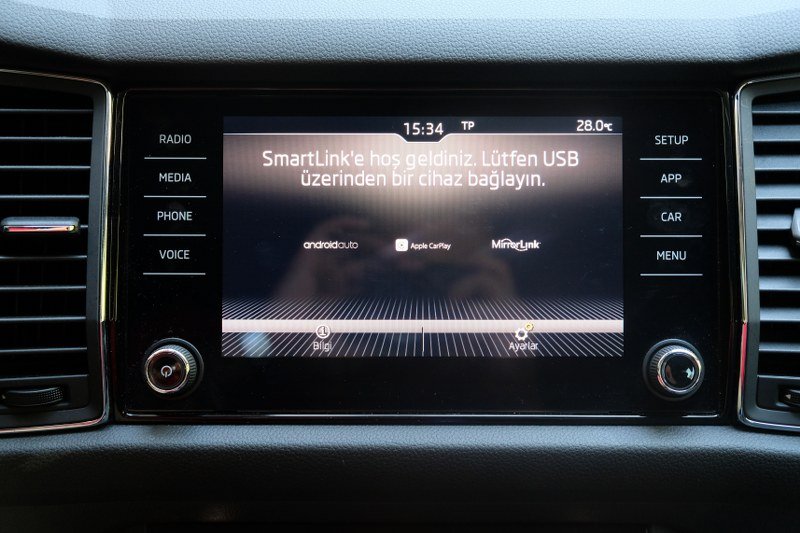 RADIO
MEDIA
PHONE
VOICE
15:34 TP 28.0°C
SmartLink'e hoş geldiniz. Lütfen USB
üzerinden bir cihaz bağlayın.
androidauto Apple CarPlay MirrorLink
Bilgi Ayarlar
SETUP
APP
CAR
MENU